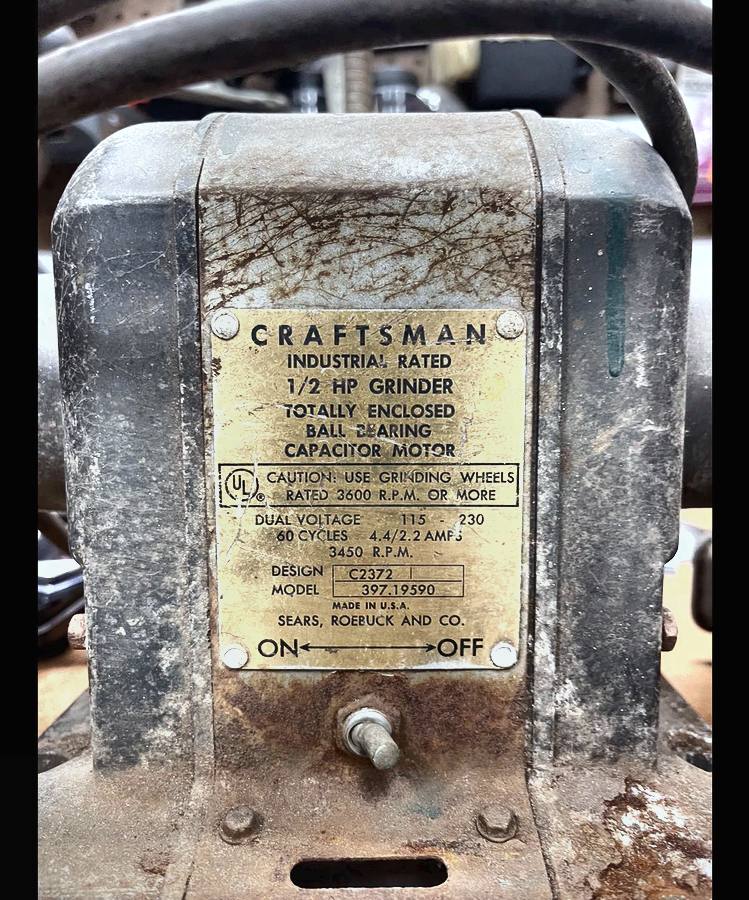 CRAFTSMAN
INDUSTRIAL RATED
1/2 HP GRINDER
TOTALLY ENCLOSED
BALL BEARING
CAPACITOR MOTOR
UL ® CAUTION: USE GRINDING WHEELS
RATED 3600 R.P.M. OR MORE
DUAL VOLTAGE 115 - 230
60 CYCLES 4.4/2.2 AMPS
3450 R.P.M.
DESIGN C2372
MODEL 397.19590
MADE IN U.S.A.
SEARS, ROEBUCK AND CO.
ON OFF